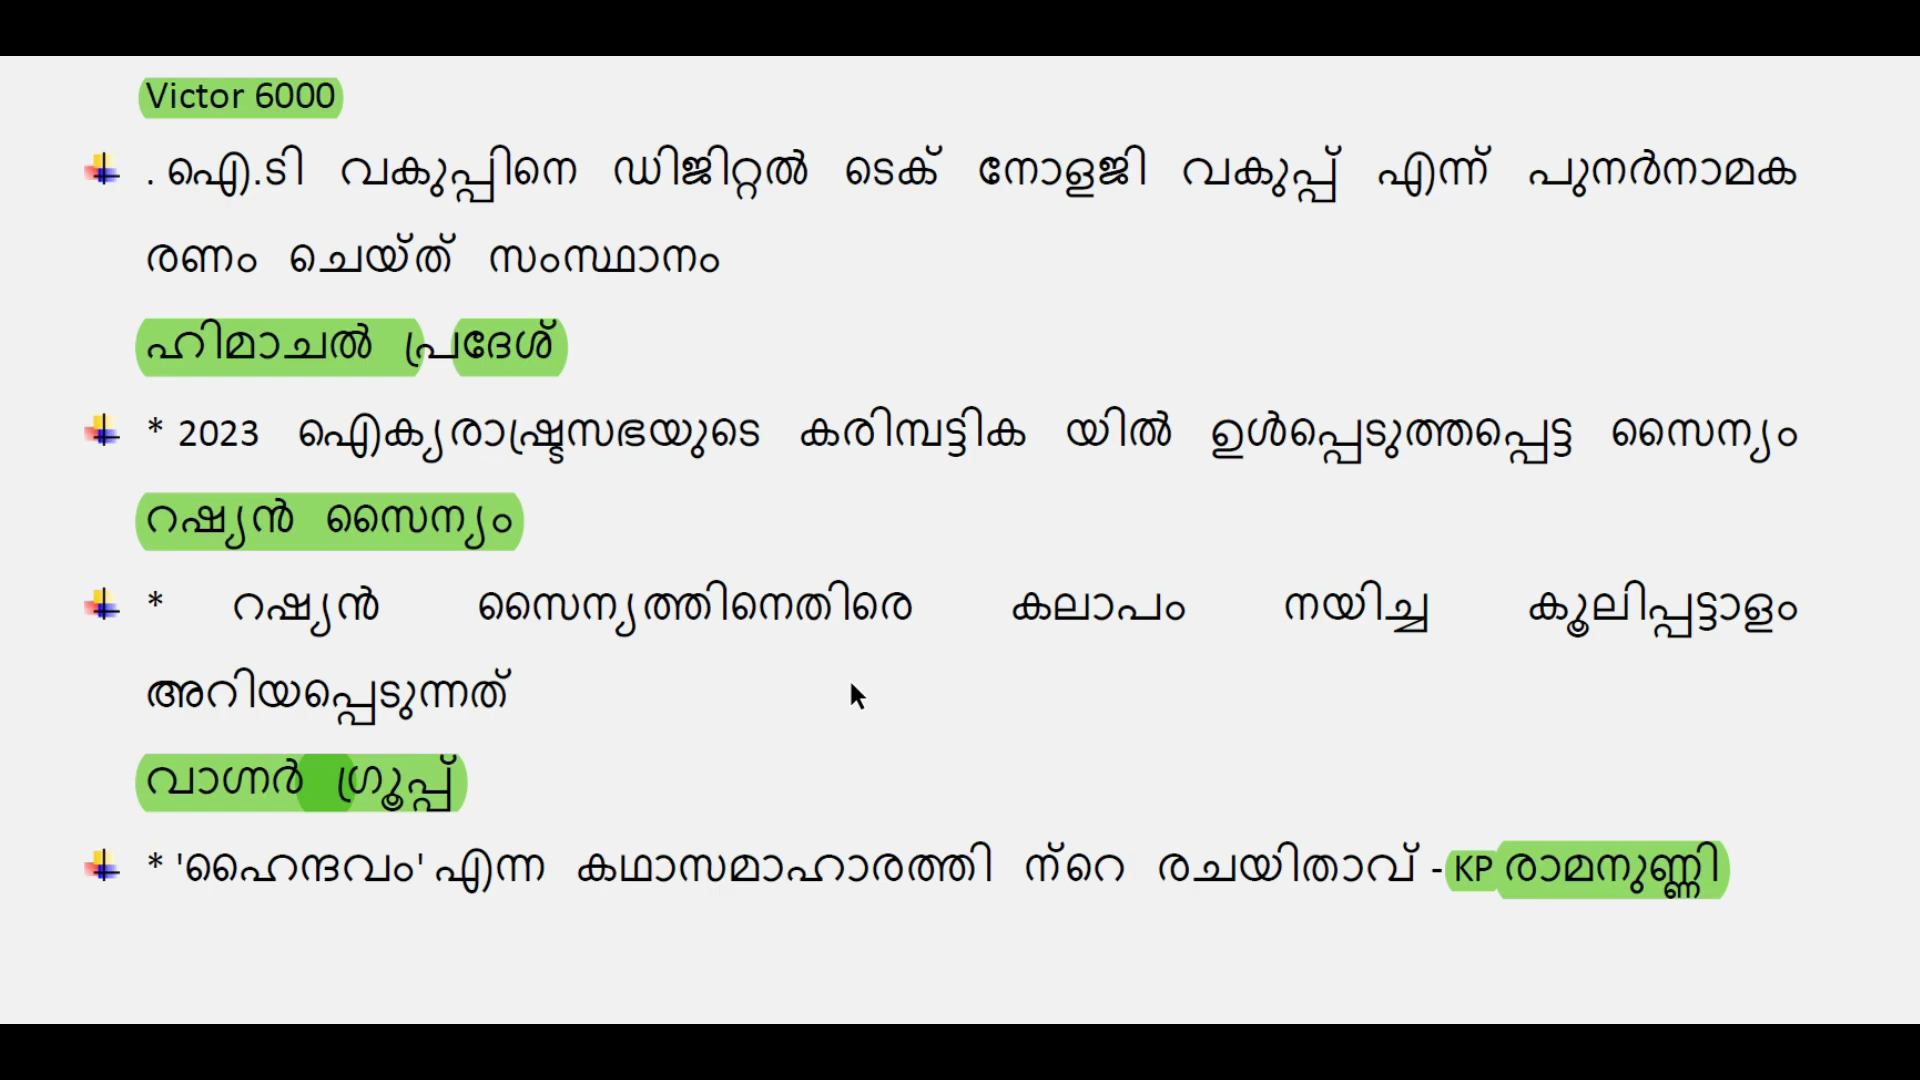 Victor 6000
. ഐ.ടി വകുപ്പിനെ ഡിജിറ്റൽ ടെക് നോളജി വകുപ്പ് എന്ന് പുനർനാമക
രണം ചെയ്ത് സംസ്ഥാനം
ഹിമാചൽ പ്രദേശ്
* 2023 ഐക്യരാഷ്ട്രസഭയുടെ കരിമ്പട്ടിക യിൽ ഉൾപ്പെടുത്തപ്പെട്ട സൈന്യം
റഷ്യൻ സൈന്യം
* റഷ്യൻ സൈന്യത്തിനെതിരെ കലാപം നയിച്ച കൂലിപ്പട്ടാളം
അറിയപ്പെടുന്നത്
വാഗ്നർ ഗ്രൂപ്പ്
* 'ഹൈന്ദവം' എന്ന കഥാസമാഹാരത്തി ന്റെ രചയിതാവ് - KP രാമനുണ്ണി